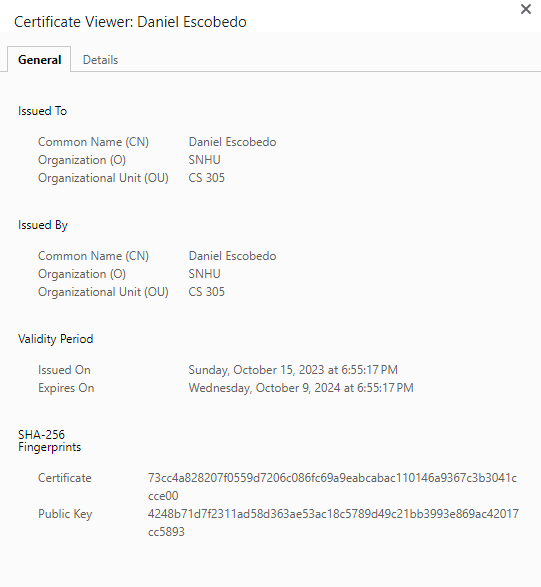 Certificate Viewer: Daniel Escobedo
General Details
Issued To
Common Name (CN) Daniel Escobedo
Organization (O) SNHU
Organizational Unit (OU) CS 305
Issued By
Common Name (CN) Daniel Escobedo
Organization (O) SNHU
Organizational Unit (OU) CS 305
Validity Period
Issued On Sunday, October 15, 2023 at 6:55:17 PM
Expires On Wednesday, October 9, 2024 at 6:55:17 PM
SHA-256
Fingerprints
Certificate 73cc4a828207f0559d7206c086fc69a9eabcabac110146a9367c3b3041c
cce00
Public Key 4248b71d7f2311ad58d363ae53ac18c5789d49c21bb3993e869ac42017
cc5893